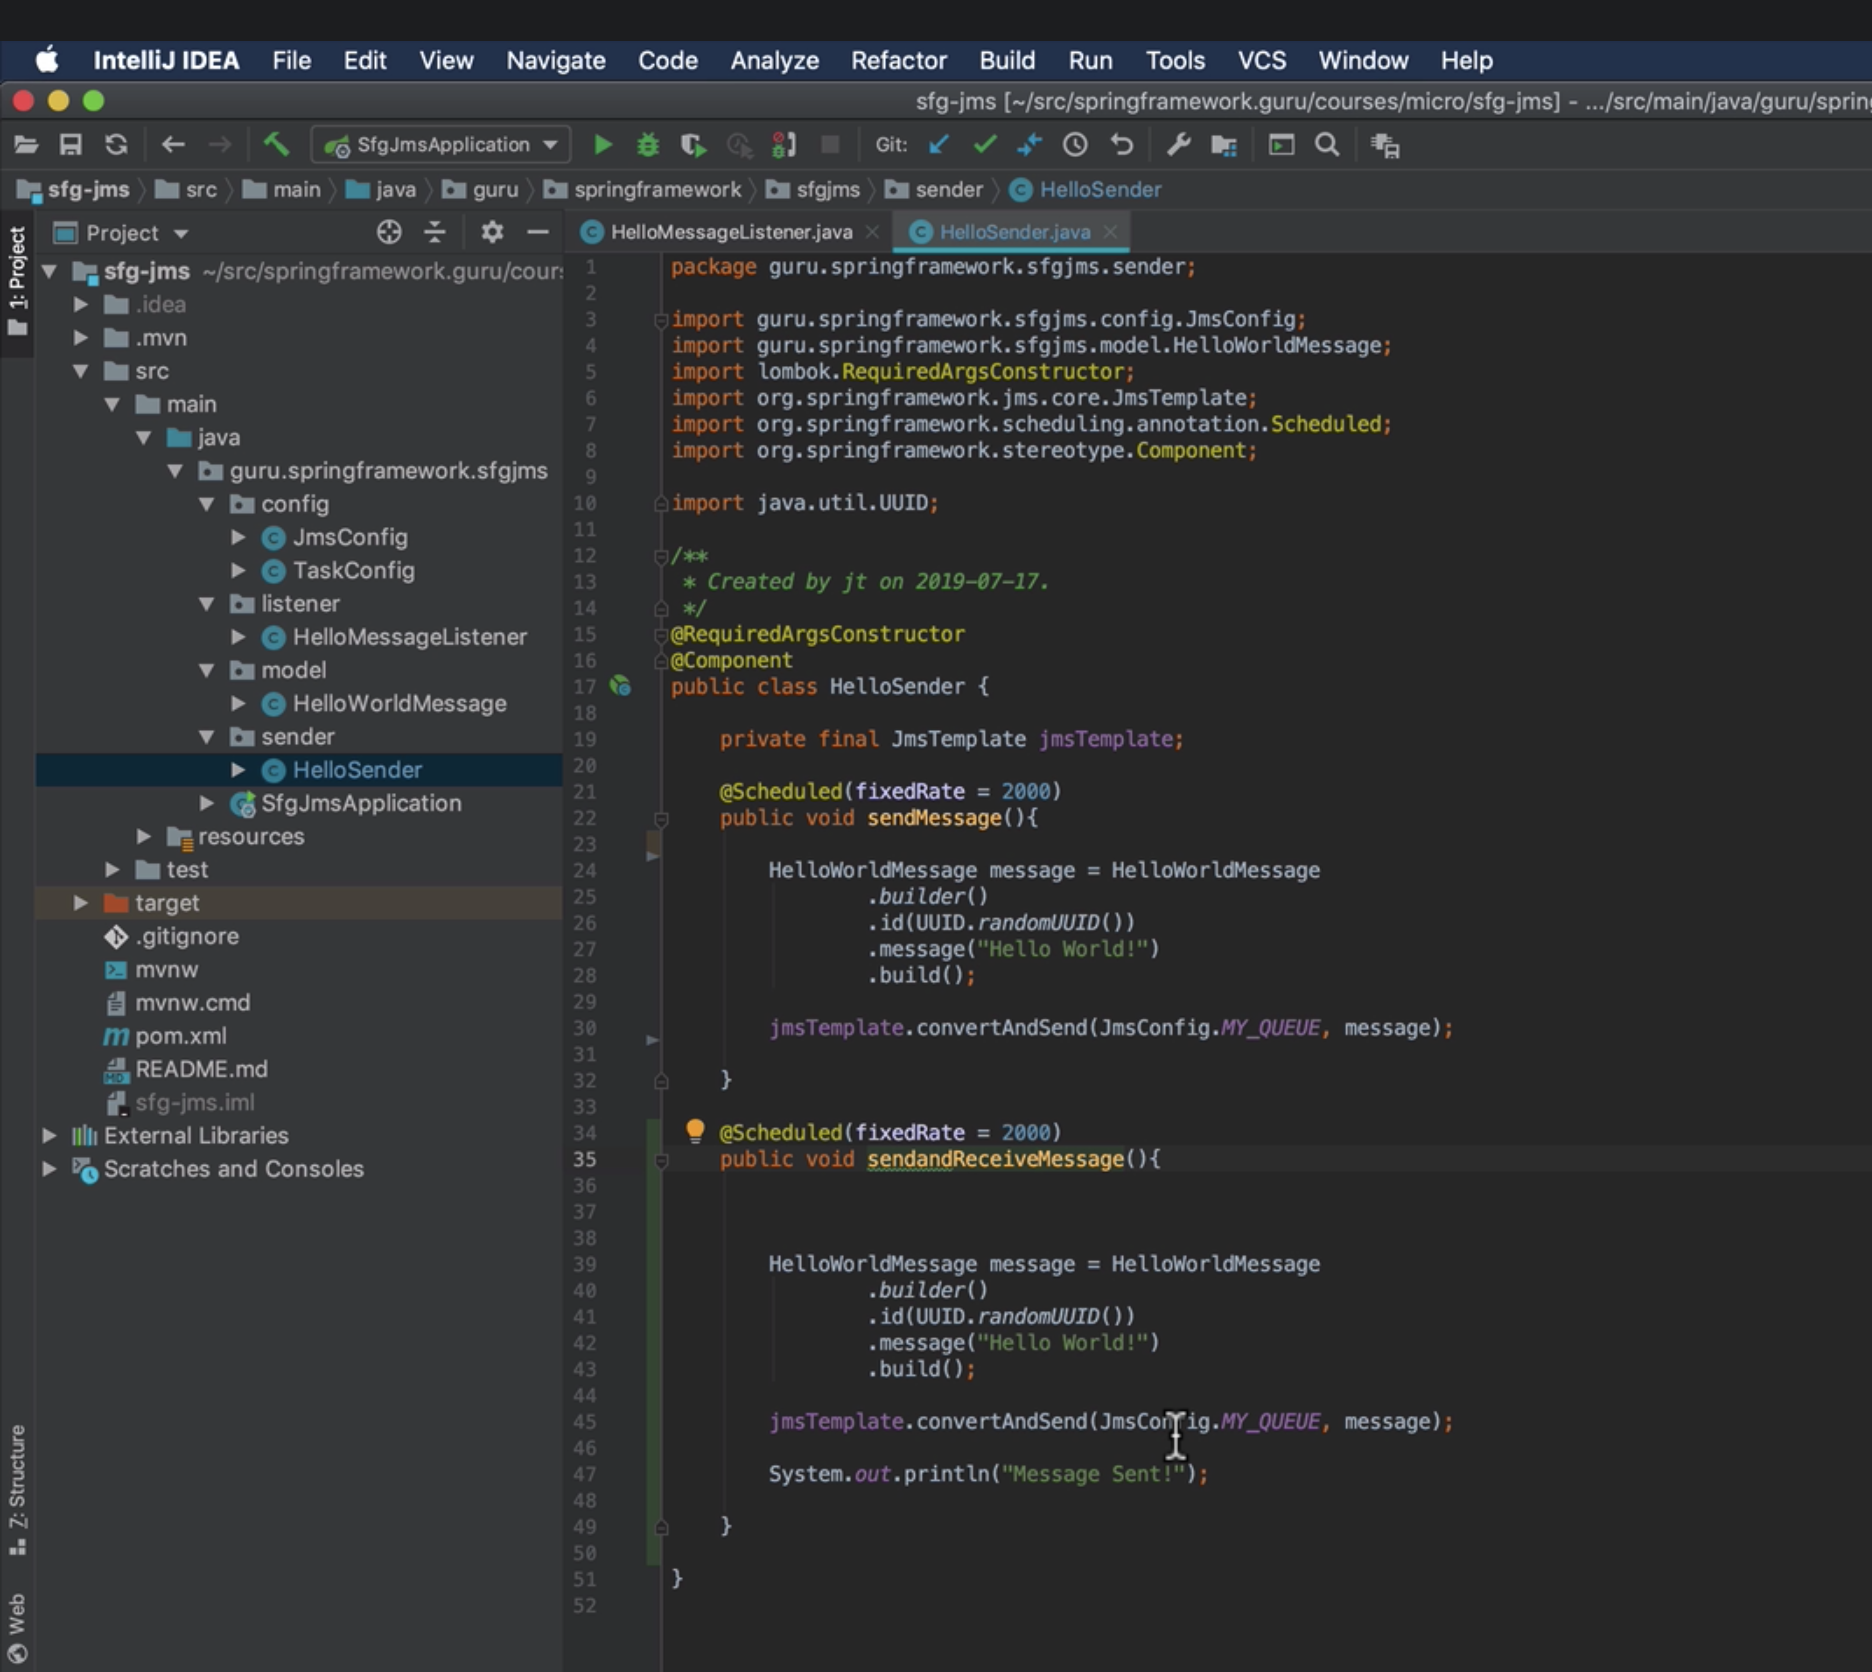 IntelliJ IDEA File Edit View Navigate Code Analyze Refactor Build Run Tools VCS Window Help
sfg-jms [~/src/springframework.guru/courses/micro/sfg-jms] - .../src/main/java/guru/spring
SfgJmsApplication Git:
sfg-jms src main java guru springframework sfgjms sender HelloSender
1: Project
Project
HelloMessageListener.java HelloSender.java
sfg-jms ~/src/springframework.guru/cour
.idea
.mvn
src
main
java
guru.springframework.sfgjms
config
JmsConfig
TaskConfig
listener
HelloMessageListener
model
HelloWorldMessage
sender
HelloSender
SfgJmsApplication
resources
test
target
.gitignore
mvnw
mvnw.cmd
pom.xml
README.md
sfg-jms.iml
External Libraries
Scratches and Consoles
Z: Structure
Web
1 package guru.springframework.sfgjms.sender;
2
3 import guru.springframework.sfgjms.config.JmsConfig;
4 import guru.springframework.sfgjms.model.HelloWorldMessage;
5 import lombok.RequiredArgsConstructor;
6 import org.springframework.jms.core.JmsTemplate;
7 import org.springframework.scheduling.annotation.Scheduled;
8 import org.springframework.stereotype.Component;
9
10 import java.util.UUID;
11
12 /**
13 * Created by jt on 2019-07-17.
14 */
15 @RequiredArgsConstructor
16 @Component
17 public class HelloSender {
18
19 private final JmsTemplate jmsTemplate;
20
21 @Scheduled(fixedRate = 2000)
22 public void sendMessage(){
23
24 HelloWorldMessage message = HelloWorldMessage
25 .builder()
26 .id(UUID.randomUUID())
27 .message("Hello World!")
28 .build();
29
30 jmsTemplate.convertAndSend(JmsConfig.MY_QUEUE, message);
31
32 }
33
34 @Scheduled(fixedRate = 2000)
35 public void sendandReceiveMessage(){
36
37
38
39 HelloWorldMessage message = HelloWorldMessage
40 .builder()
41 .id(UUID.randomUUID())
42 .message("Hello World!")
43 .build();
44
45 jmsTemplate.convertAndSend(JmsConfig.MY_QUEUE, message);
46
47 System.out.println("Message Sent!");
48
49 }
50
51 }
52